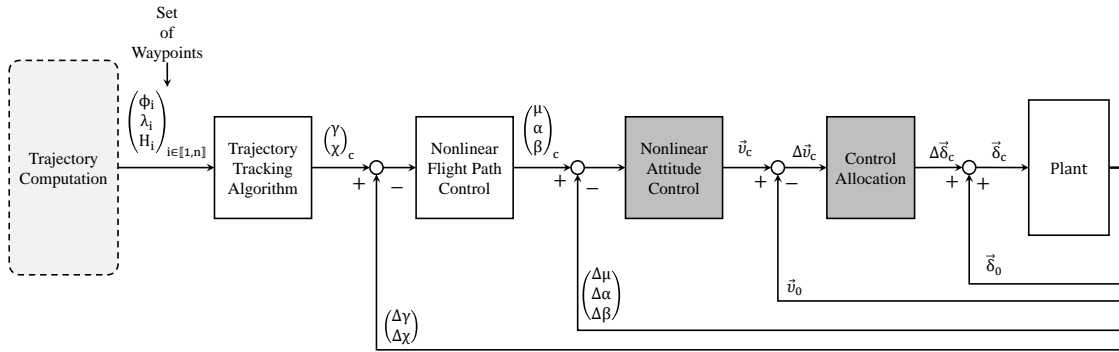 Set
of
Waypoints
ϕᵢ
λᵢ
Hᵢ
i∈⟦1,n⟧
Trajectory
Computation
Trajectory
Tracking
Algorithm
γ
χ
c
+
−
Nonlinear
Flight Path
Control
μ
α
β
c
+
−
Nonlinear
Attitude
Control
υ⃗c
+
−
Δυ⃗c
Control
Allocation
Δδ⃗c
+
+
δ⃗c
Plant
δ⃗₀
υ⃗₀
Δμ
Δα
Δβ
Δγ
Δχ